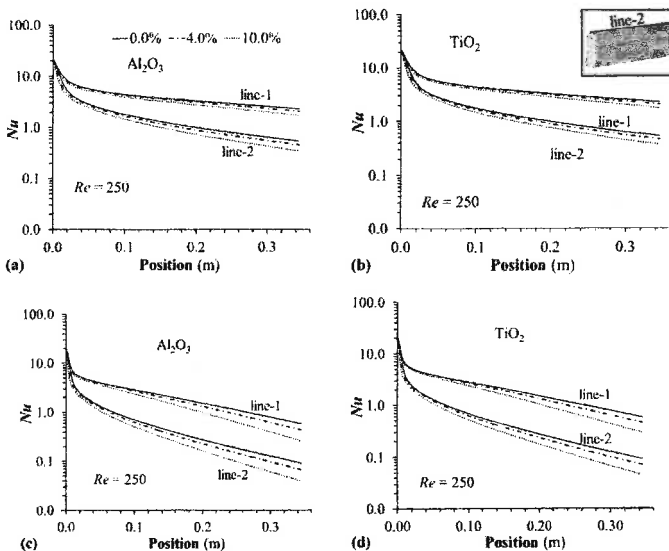 0.0% 4.0% 10.0%
Al₂O₃
100.0
10.0
1.0
0.1
0.0
Nu
line-1
line-2
Re = 250
0.0 0.1 0.2 0.3
Position (m)
(a)
line-2
TiO₂
100.0
10.0
1.0
0.1
0.0
Nu
line-1
line-2
Re = 250
0.00 0.10 0.20 0.30
Position (m)
(b)
Al₂O₃
100.0
10.0
1.0
0.1
0.0
Nu
line-1
line-2
Re = 250
0.0 0.1 0.2 0.3
Position (m)
(c)
TiO₂
100.0
10.0
1.0
0.1
0.0
Nu
line-1
line-2
Re = 250
0.00 0.10 0.20 0.30
Position (m)
(d)